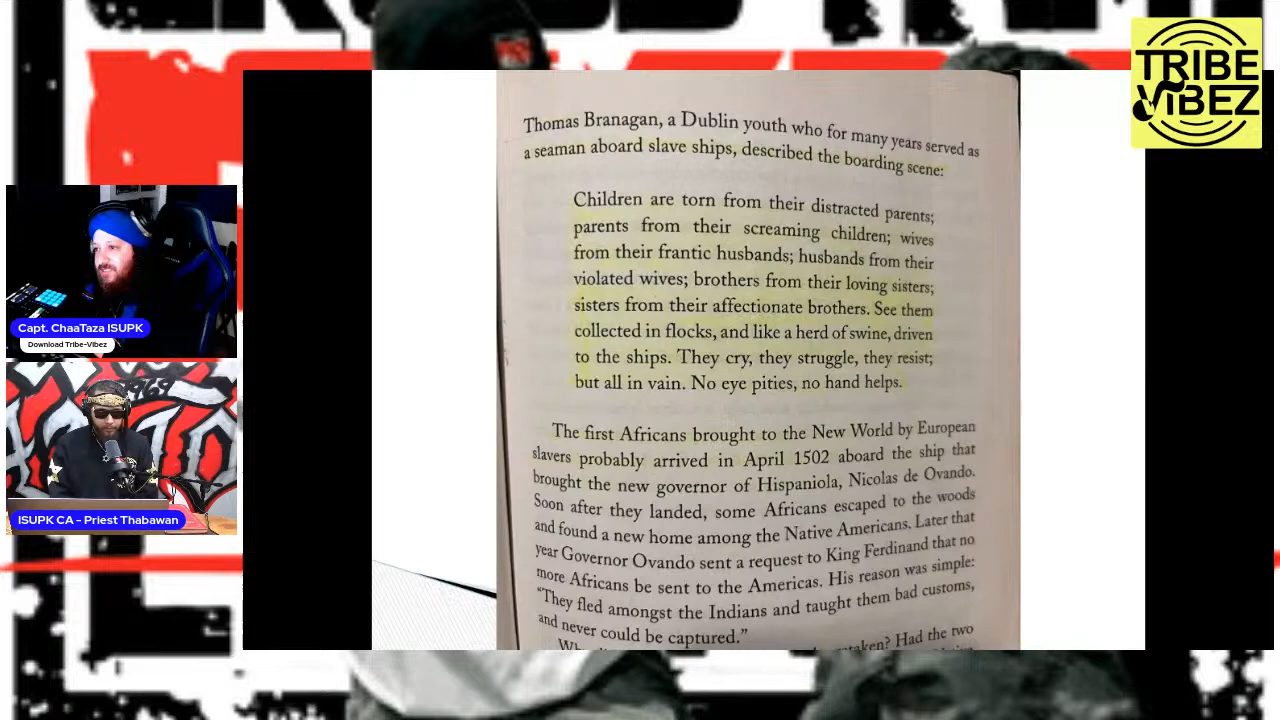 TRIBE
VIBEZ
Thomas Branagan, a Dublin youth who for many years served as
a seaman aboard slave ships, described the boarding scene:
Children are torn from their distracted parents;
parents from their screaming children; wives
from their frantic husbands; husbands from their
violated wives; brothers from their loving sisters;
sisters from their affectionate brothers. See them
collected in flocks, and like a herd of swine, driven
to the ships. They cry, they struggle, they resist;
but all in vain. No eye pities, no hand helps.
The first Africans brought to the New World by European
slavers probably arrived in April 1502 aboard the ship that
brought the new governor of Hispaniola, Nicolas de Ovando.
Soon after they landed, some Africans escaped to the woods
and found a new home among the Native Americans. Later that
year Governor Ovando sent a request to King Ferdinand that no
more Africans be sent to the Americas. His reason was simple:
"They fled amongst the Indians and taught them bad customs,
and never could be captured."
Had the two
Capt. ChaaTaza ISUPK
Download Tribe-Vibez
1969
ISUPK CA - Priest Thabawan